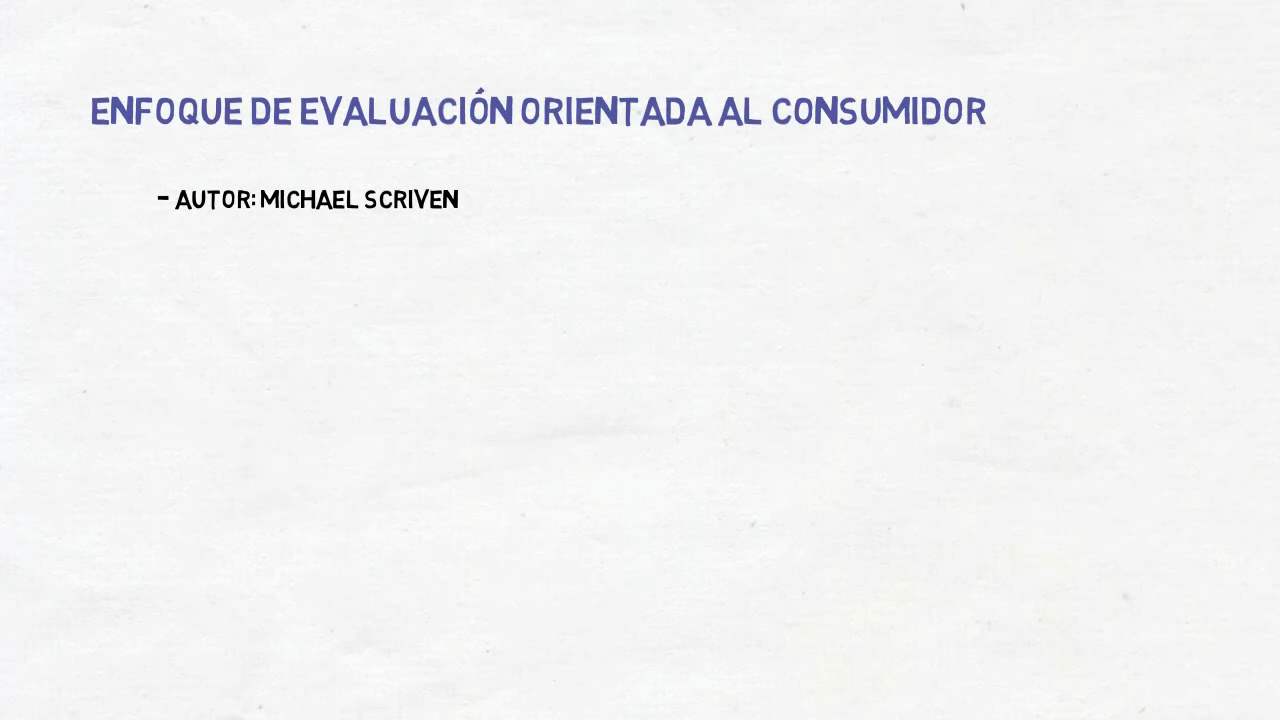 ENFOQUE DE EVALUACIÓN ORIENTADA AL CONSUMIDOR
- AUTOR: MICHAEL SCRIVEN